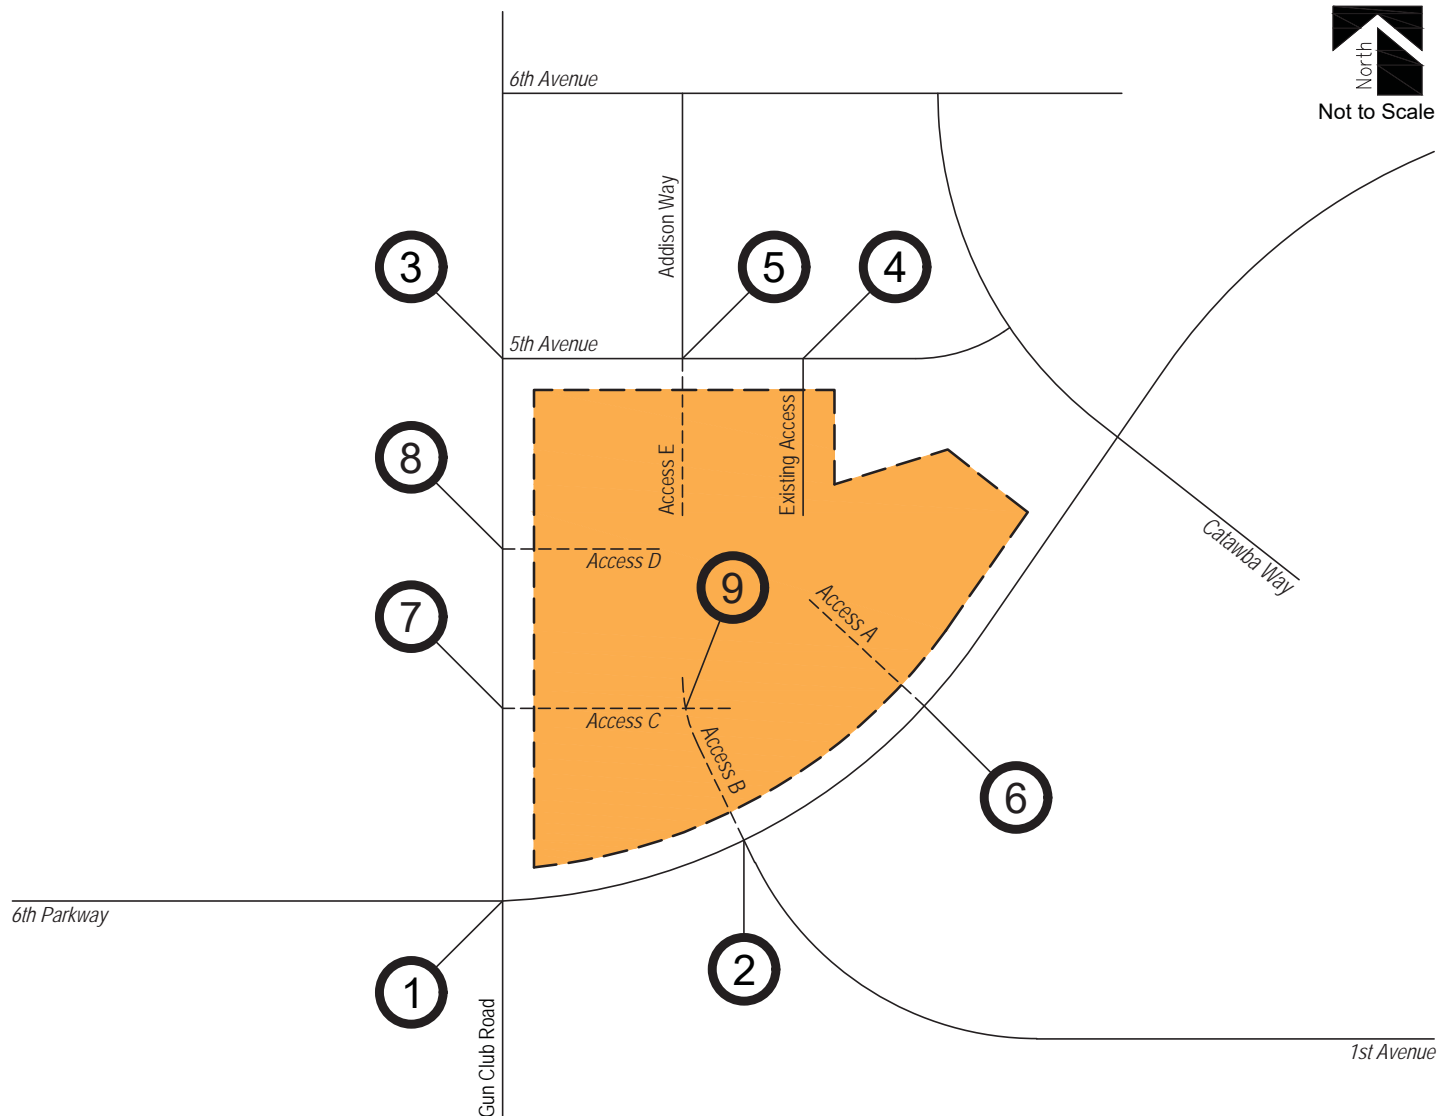 North
Not to Scale
6th Avenue
Addison Way
3
5
4
5th Avenue
8
Access E
Existing Access
Access D
Catawba Way
9
Access A
7
Access C
Access B
6
6th Parkway
2
1
Gun Club Road
1st Avenue